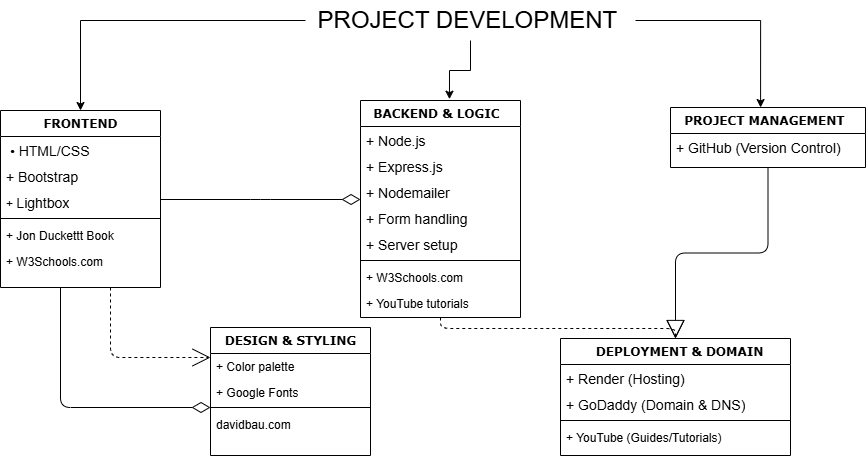 PROJECT DEVELOPMENT
FRONTEND
• HTML/CSS
+ Bootstrap
+ Lightbox
+ Jon Duckettt Book
+ W3Schools.com
BACKEND & LOGIC
+ Node.js
+ Express.js
+ Nodemailer
+ Form handling
+ Server setup
+ W3Schools.com
+ YouTube tutorials
PROJECT MANAGEMENT
+ GitHub (Version Control)
DESIGN & STYLING
+ Color palette
+ Google Fonts
davidbau.com
DEPLOYMENT & DOMAIN
+ Render (Hosting)
+ GoDaddy (Domain & DNS)
+ YouTube (Guides/Tutorials)